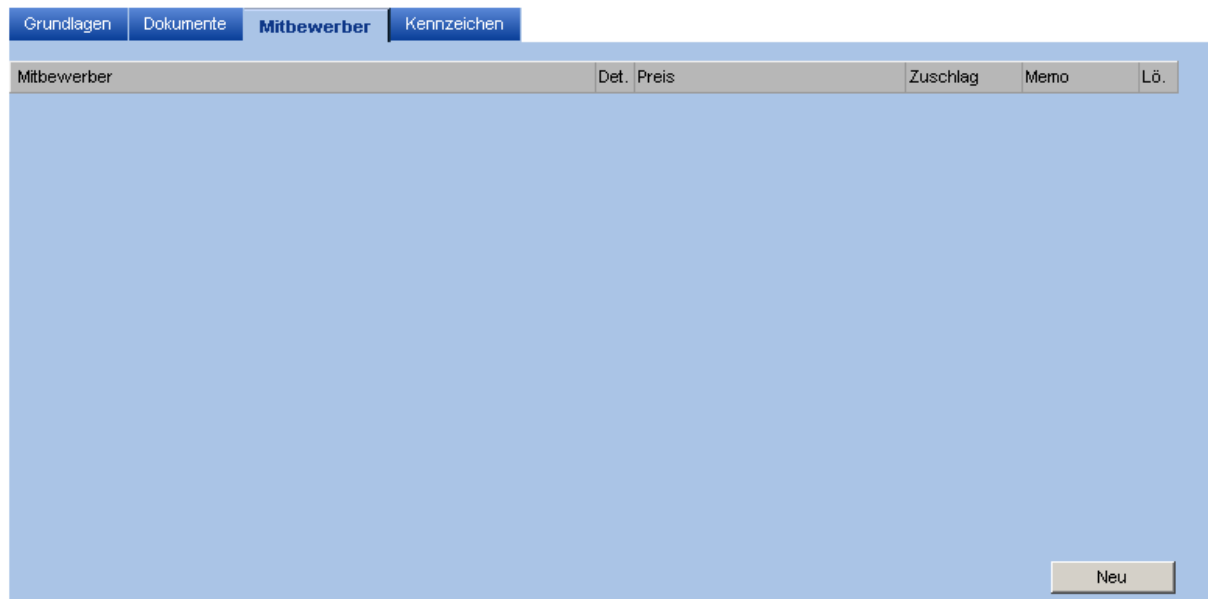 Grundlagen Dokumente Mitbewerber Kennzeichen
Mitbewerber Det. Preis Zuschlag Memo Lö.
Neu